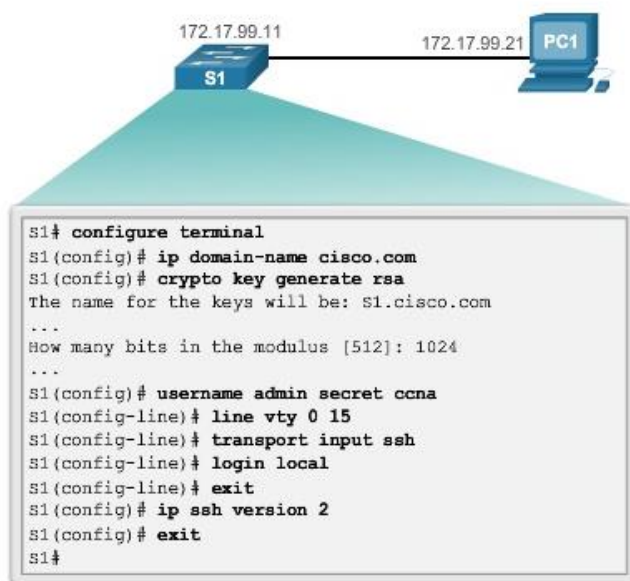 172.17.99.11
172.17.99.21
PC1
S1
S1# configure terminal
S1(config)# ip domain-name cisco.com
S1(config)# crypto key generate rsa
The name for the keys will be: S1.cisco.com
...
How many bits in the modulus [512]: 1024
...
S1(config)# username admin secret ccna
S1(config-line)# line vty 0 15
S1(config-line)# transport input ssh
S1(config-line)# login local
S1(config-line)# exit
S1(config)# ip ssh version 2
S1(config)# exit
S1#